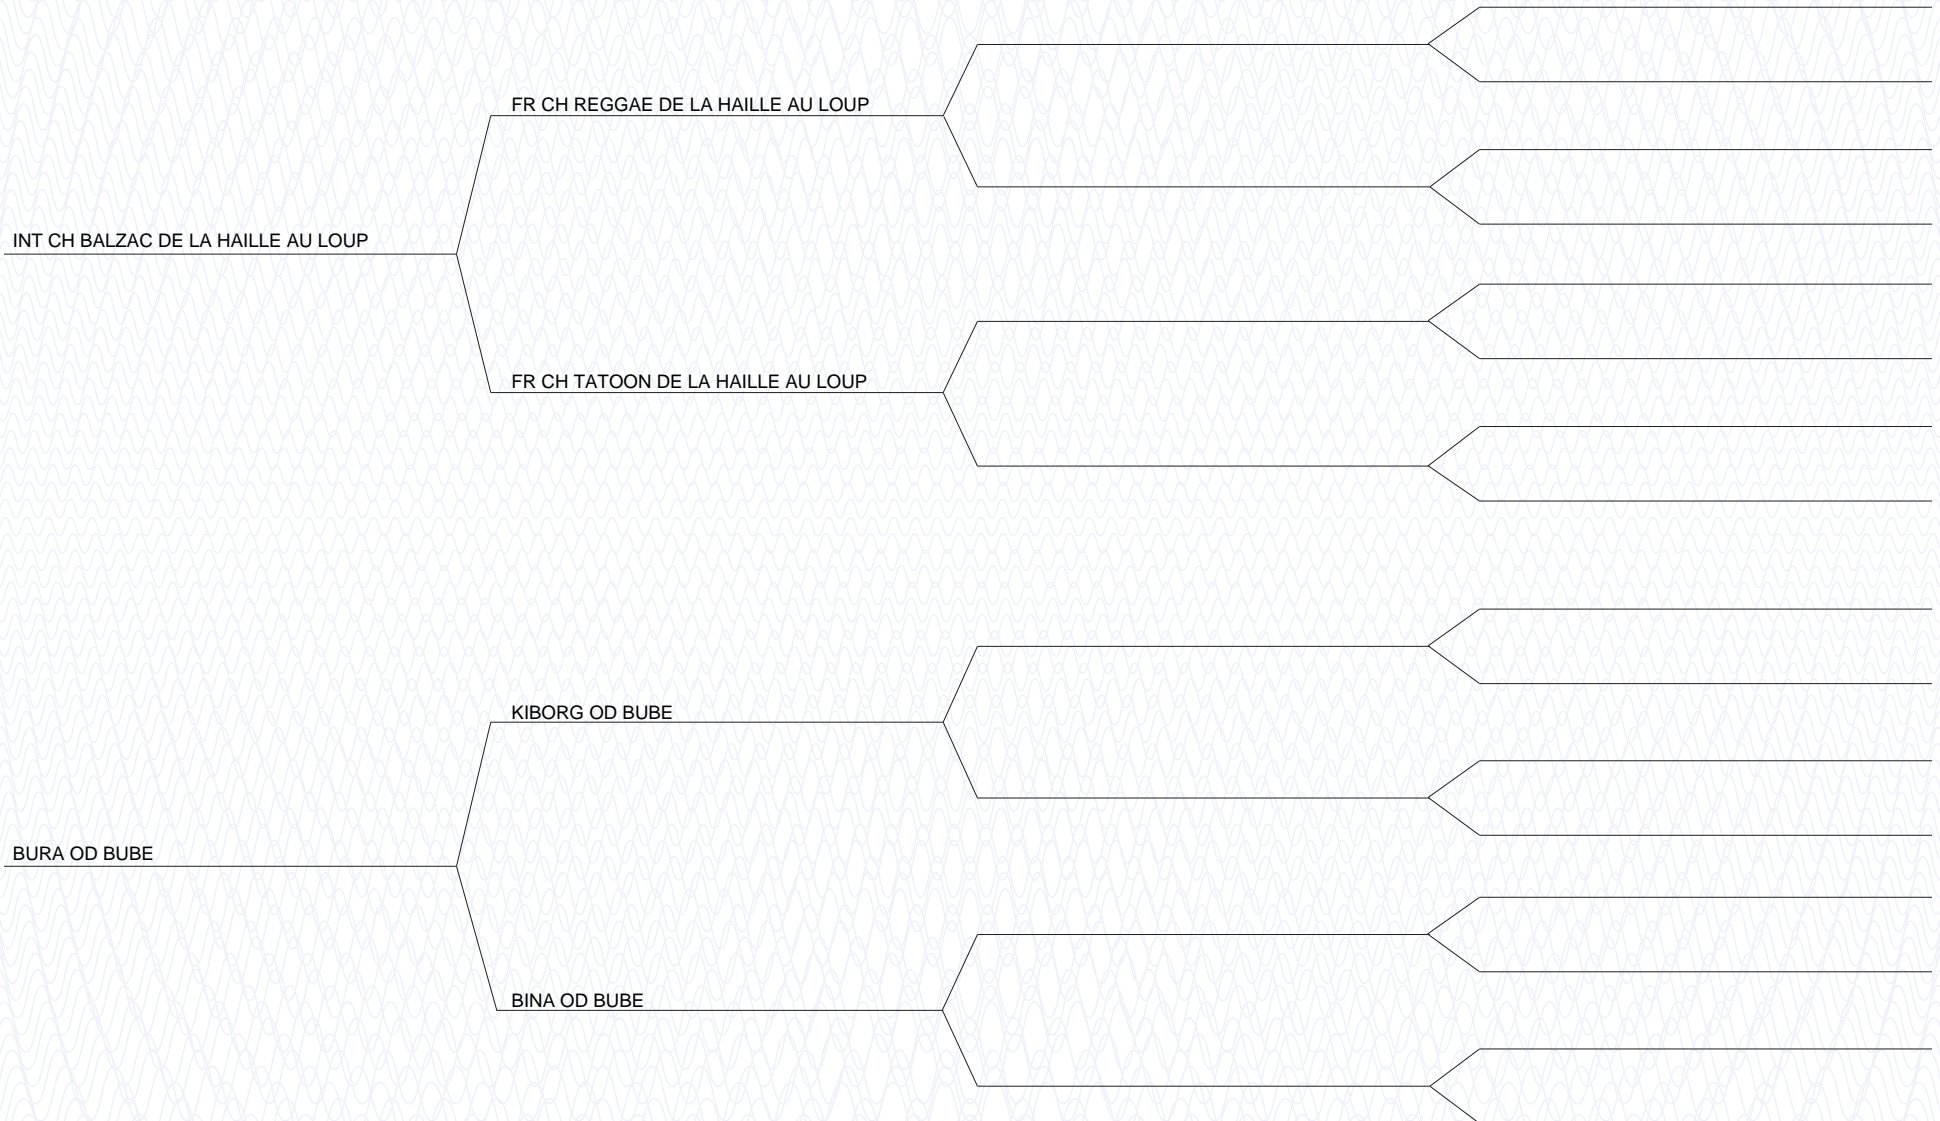 FR CH REGGAE DE LA HAILLE AU LOUP
INT CH BALZAC DE LA HAILLE AU LOUP
FR CH TATOON DE LA HAILLE AU LOUP
KIBORG OD BUBE
BURA OD BUBE
BINA OD BUBE